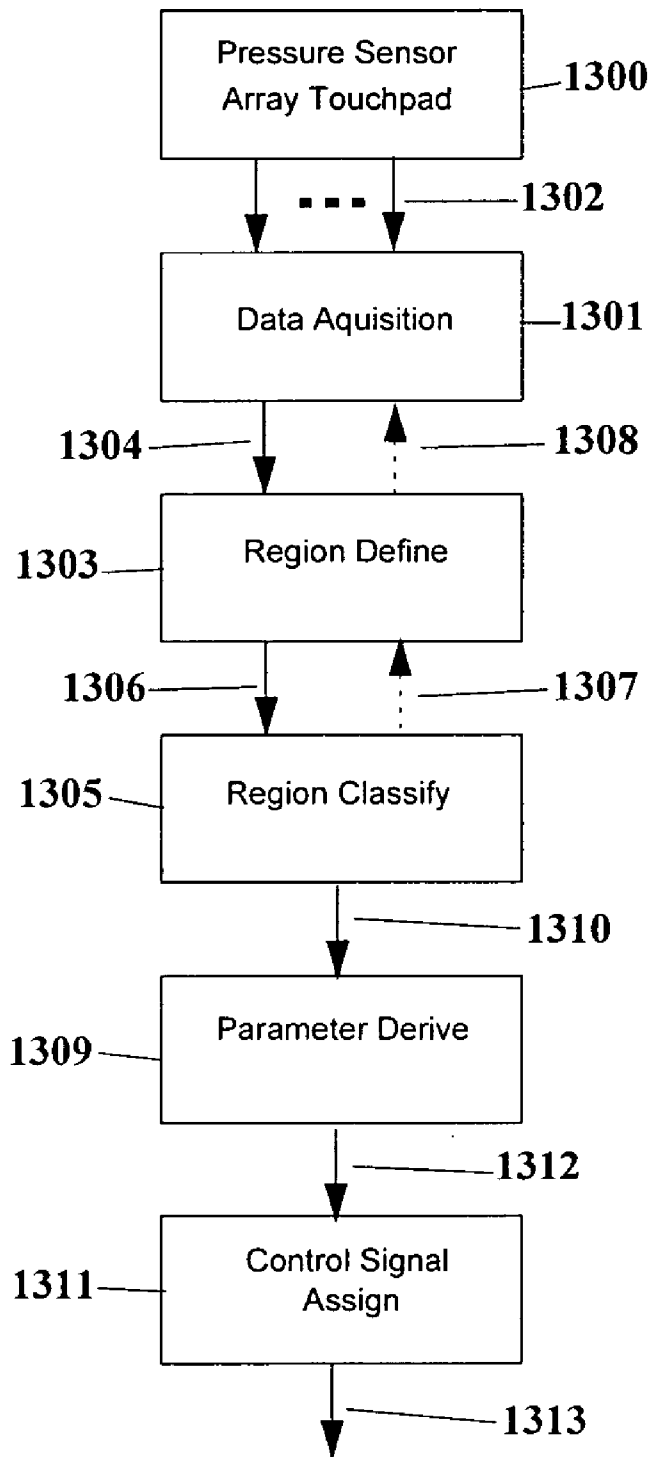 Pressure Sensor
Array Touchpad
1300
1302
Data Aquisition
1301
1304
1308
Region Define
1303
1306
1307
Region Classify
1305
1310
Parameter Derive
1309
1312
Control Signal
Assign
1311
1313